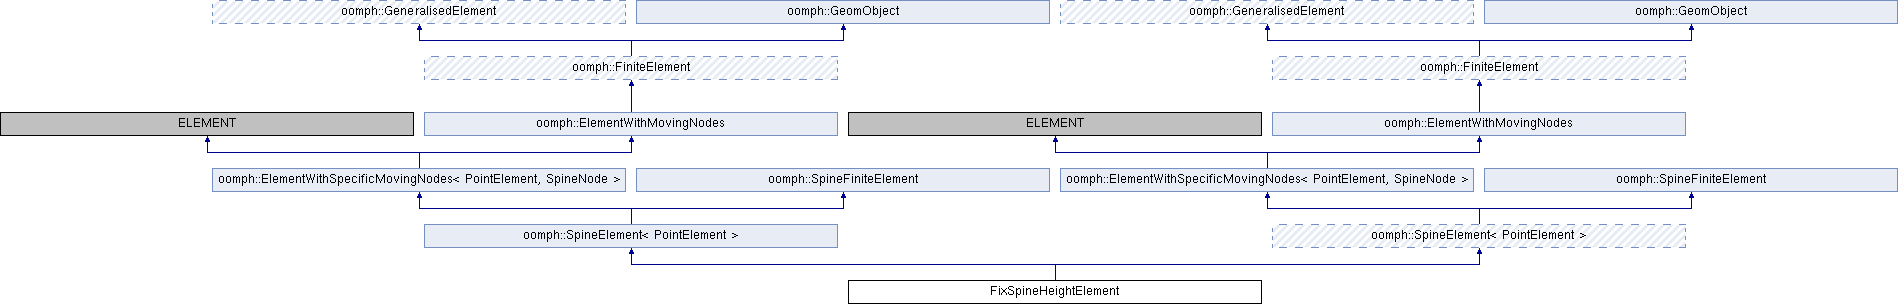 oomph::GeneralisedElement oomph::GeomObject oomph::GeneralisedElement oomph::GeomObject
oomph::FiniteElement oomph::FiniteElement
ELEMENT oomph::ElementWithMovingNodes ELEMENT oomph::ElementWithMovingNodes
oomph::ElementWithSpecificMovingNodes< PointElement, SpineNode > oomph::SpineFiniteElement oomph::ElementWithSpecificMovingNodes< PointElement, SpineNode > oomph::SpineFiniteElement
oomph::SpineElement< PointElement > oomph::SpineElement< PointElement >
FixSpineHeightElement